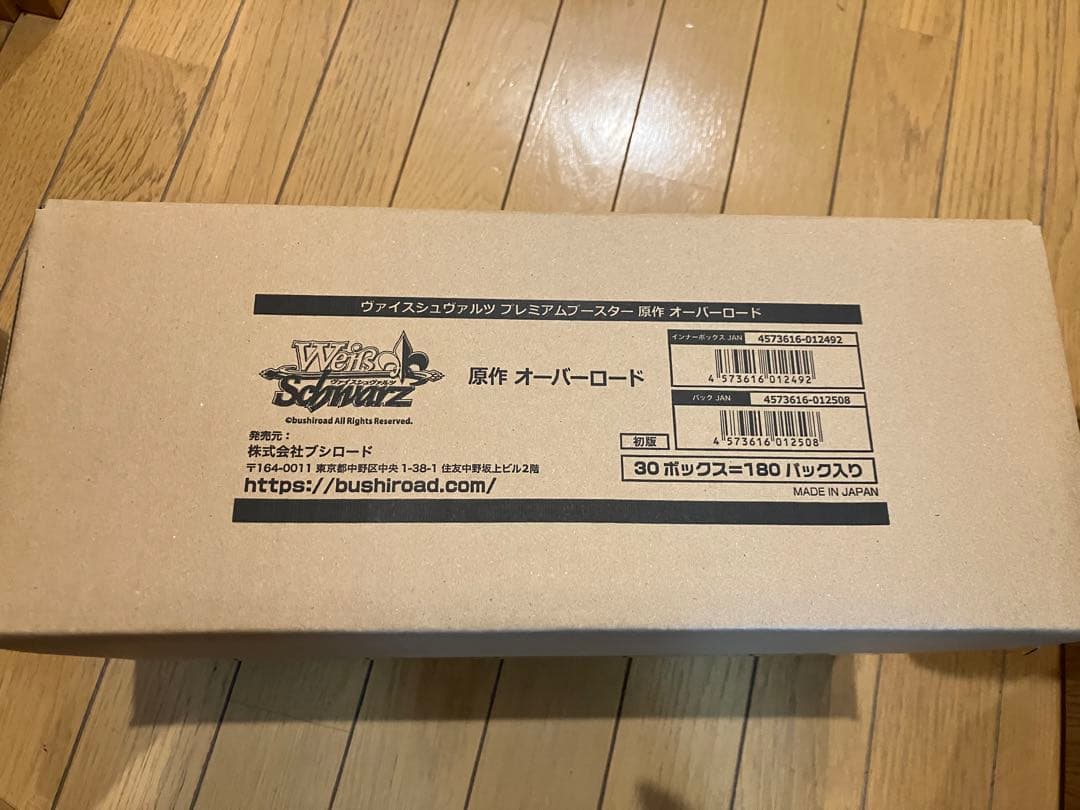 ヴァイスシュヴァルツ プレミアムブースター 原作 オーバーロード
Weiß
ヴァイスシュヴァルツ
Schwarz
©bushiroad All Rights Reserved.
原作 オーバーロード
インナーボックス JAN 4573616-012492
4 573616 012492
パック JAN 4573616-012508
4 573616 012508
発売元：
株式会社ブシロード
〒164-0011 東京都中野区中央1-38-1 住友中野坂上ビル2階
https://bushiroad.com/
初版
30ボックス=180パック入り
MADE IN JAPAN